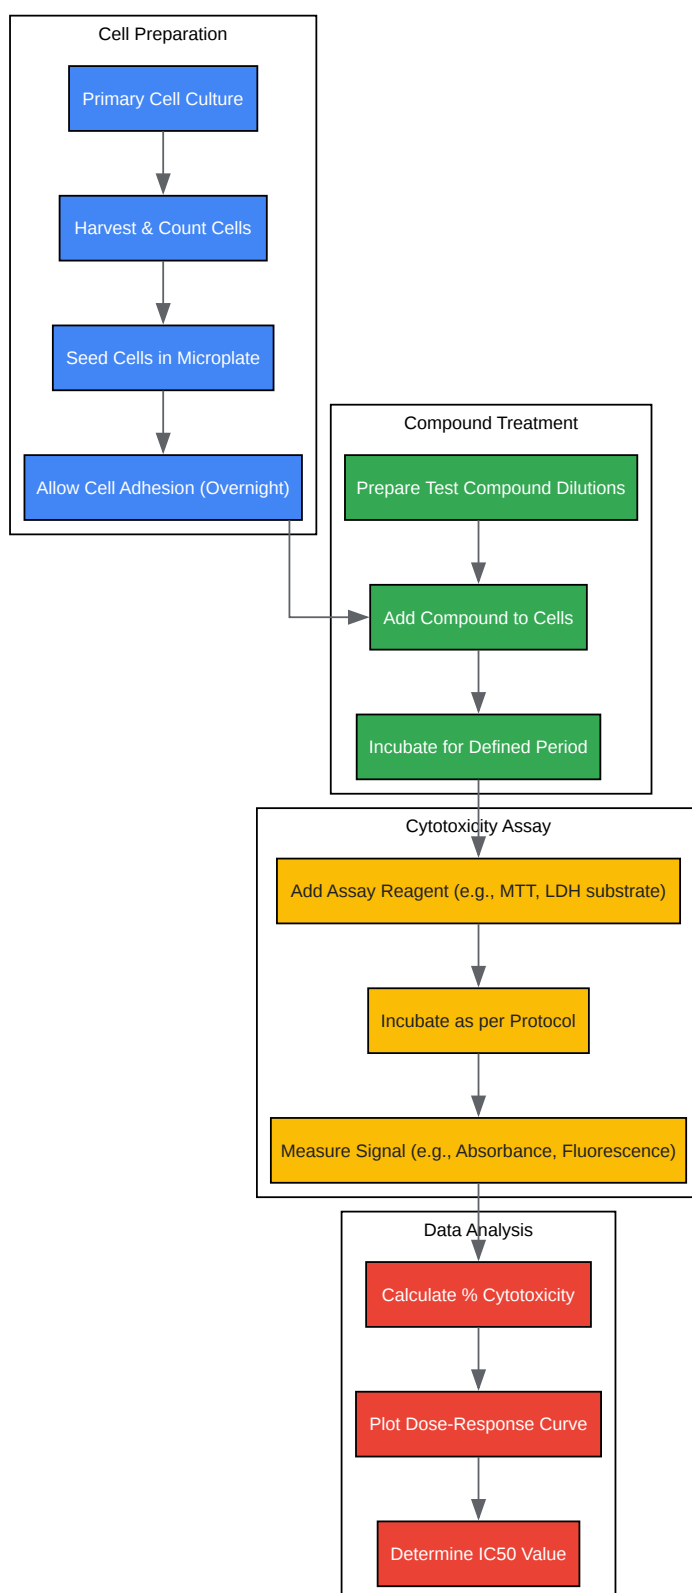 Cell Preparation
Primary Cell Culture
Harvest & Count Cells
Seed Cells in Microplate
Allow Cell Adhesion (Overnight)
Compound Treatment
Prepare Test Compound Dilutions
Add Compound to Cells
Incubate for Defined Period
Cytotoxicity Assay
Add Assay Reagent (e.g., MTT, LDH substrate)
Incubate as per Protocol
Measure Signal (e.g., Absorbance, Fluorescence)
Data Analysis
Calculate % Cytotoxicity
Plot Dose-Response Curve
Determine IC50 Value